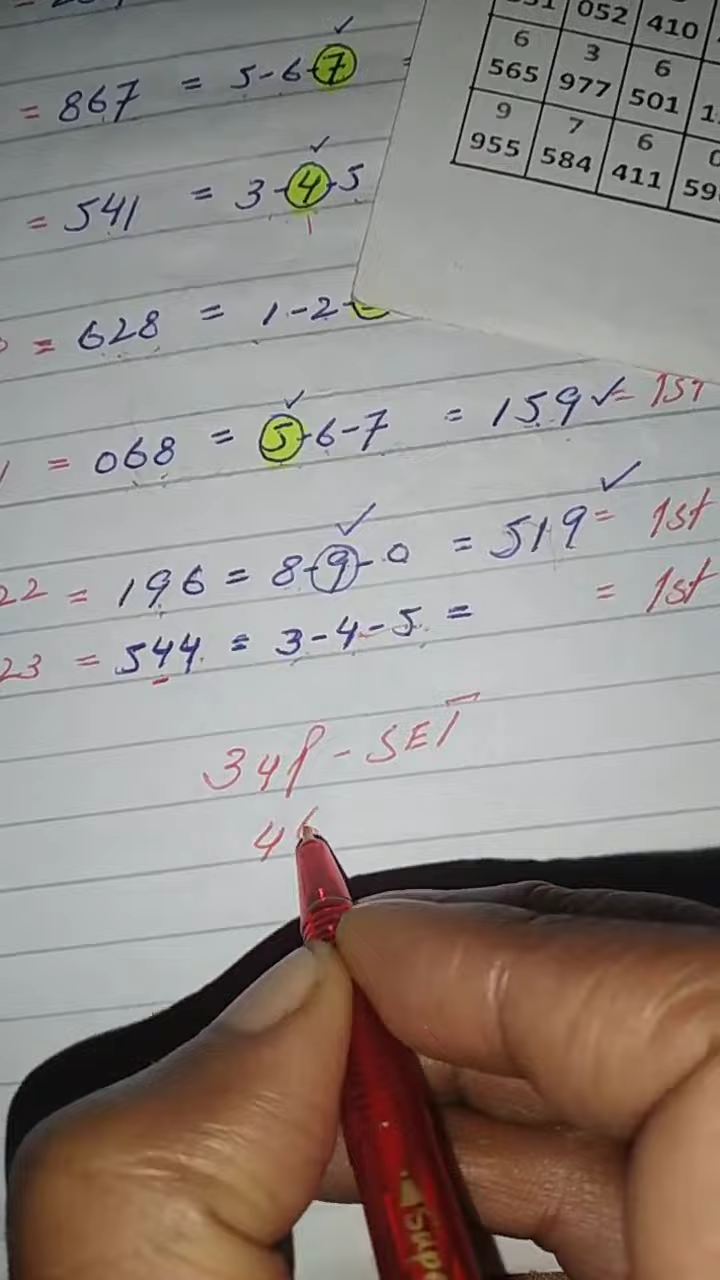 = 867 = 5-6-7 =
= 541 = 3-4-5
1
= 628 = 1-2-
= 068 = 5-6-7 = 159 ✓ = 1ST
22 = 196 = 8-9-0 = 519 = 1st
23 = 544 = 3-4-5 = = 1st
34P - SET
4
052 410
6 3 6
565 977 501
9 7 6
955 584 411